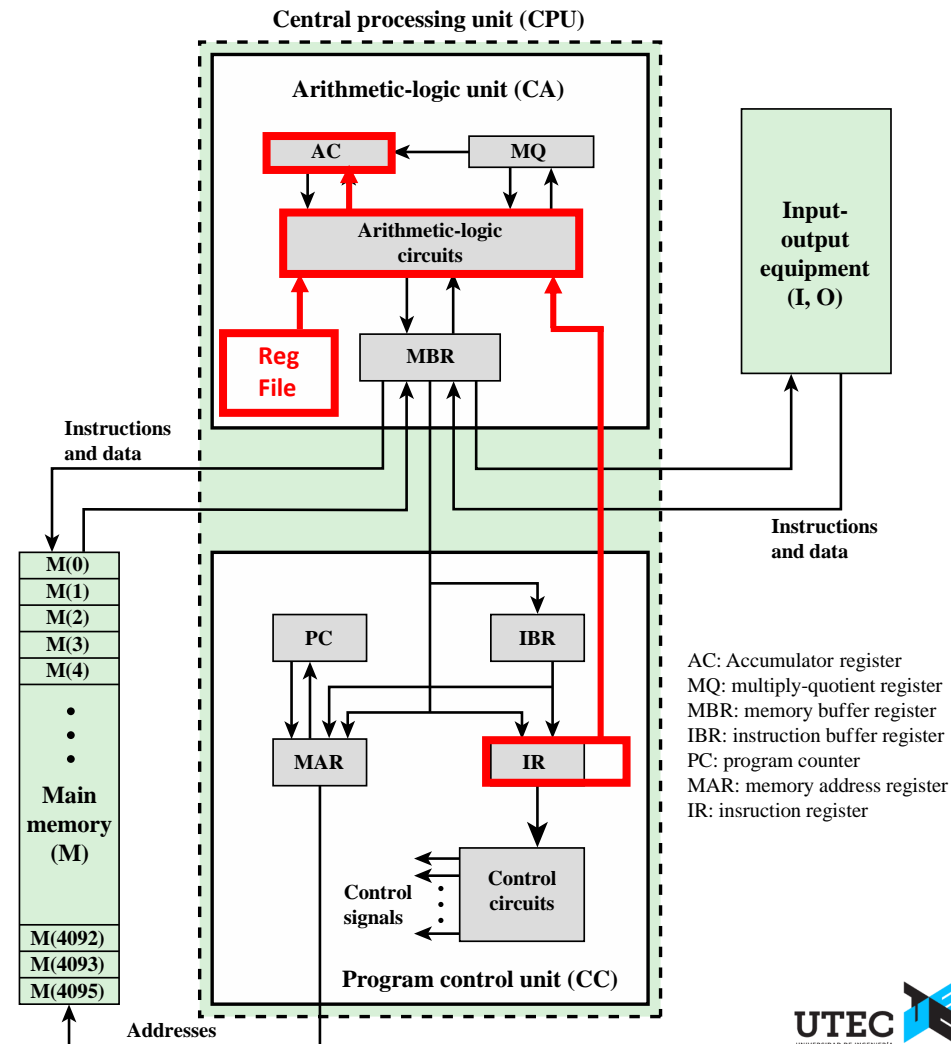 Central processing unit (CPU)
Arithmetic-logic unit (CA)
AC
MQ
Arithmetic-logic
circuits
Input-
output
equipment
(I, O)
Reg
File
MBR
Instructions
and data
Instructions
and data
M(0)
M(1)
M(2)
M(3)
M(4)
Main
memory
(M)
M(4092)
M(4093)
M(4095)
PC
IBR
MAR
IR
AC: Accumulator register
MQ: multiply-quotient register
MBR: memory buffer register
IBR: instruction buffer register
PC: program counter
MAR: memory address register
IR: insruction register
Control
signals
Control
circuits
Program control unit (CC)
Addresses
UTEC
UNIVERSIDAD DE INGENIERÍA